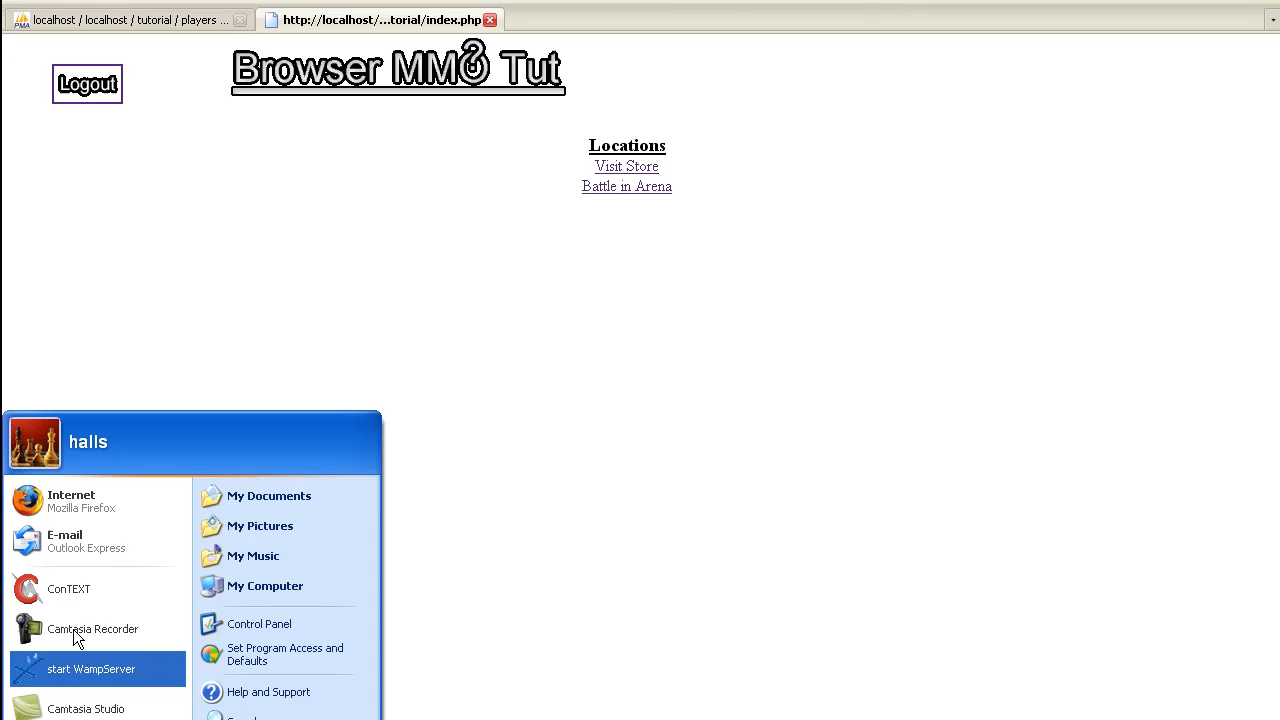 localhost / localhost / tutorial / players ...
http://localhost/...torial/index.php
Logout
Browser MMO Tut
Locations
Visit Store
Battle in Arena
halls
Internet
Mozilla Firefox
E-mail
Outlook Express
ConTEXT
Camtasia Recorder
start WampServer
Camtasia Studio
My Documents
My Pictures
My Music
My Computer
Control Panel
Set Program Access and
Defaults
Help and Support